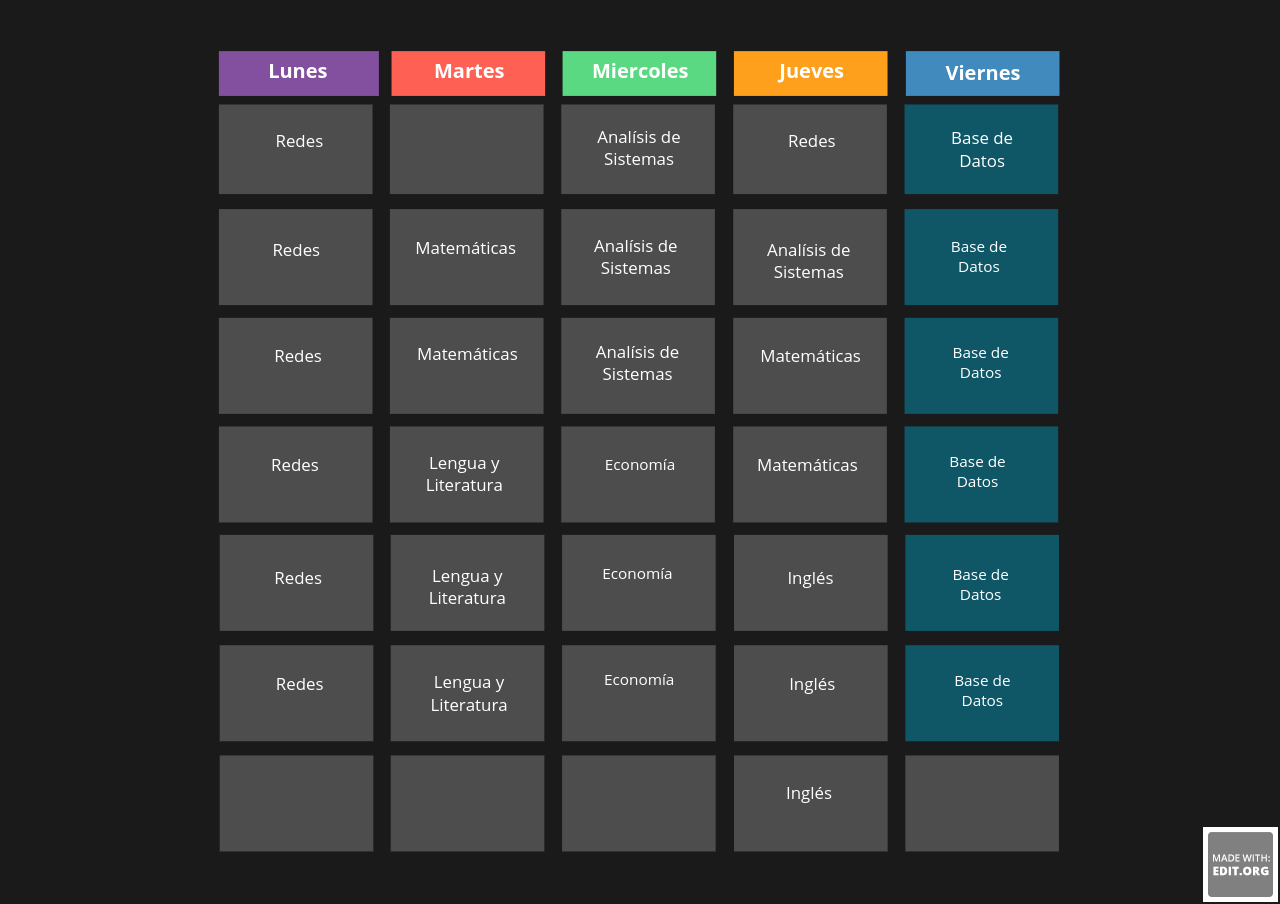 Lunes Martes Miercoles Jueves Viernes
Redes Analísis de Redes Base de
Sistemas Datos
Redes Matemáticas Analísis de Analísis de Base de
Sistemas Sistemas Datos
Redes Matemáticas Analísis de Matemáticas Base de
Sistemas Datos
Redes Lengua y Economía Matemáticas Base de
Literatura Datos
Redes Lengua y Economía Inglés Base de
Literatura Datos
Redes Lengua y Economía Inglés Base de
Literatura Datos
Inglés
MADE WITH:
EDIT.ORG